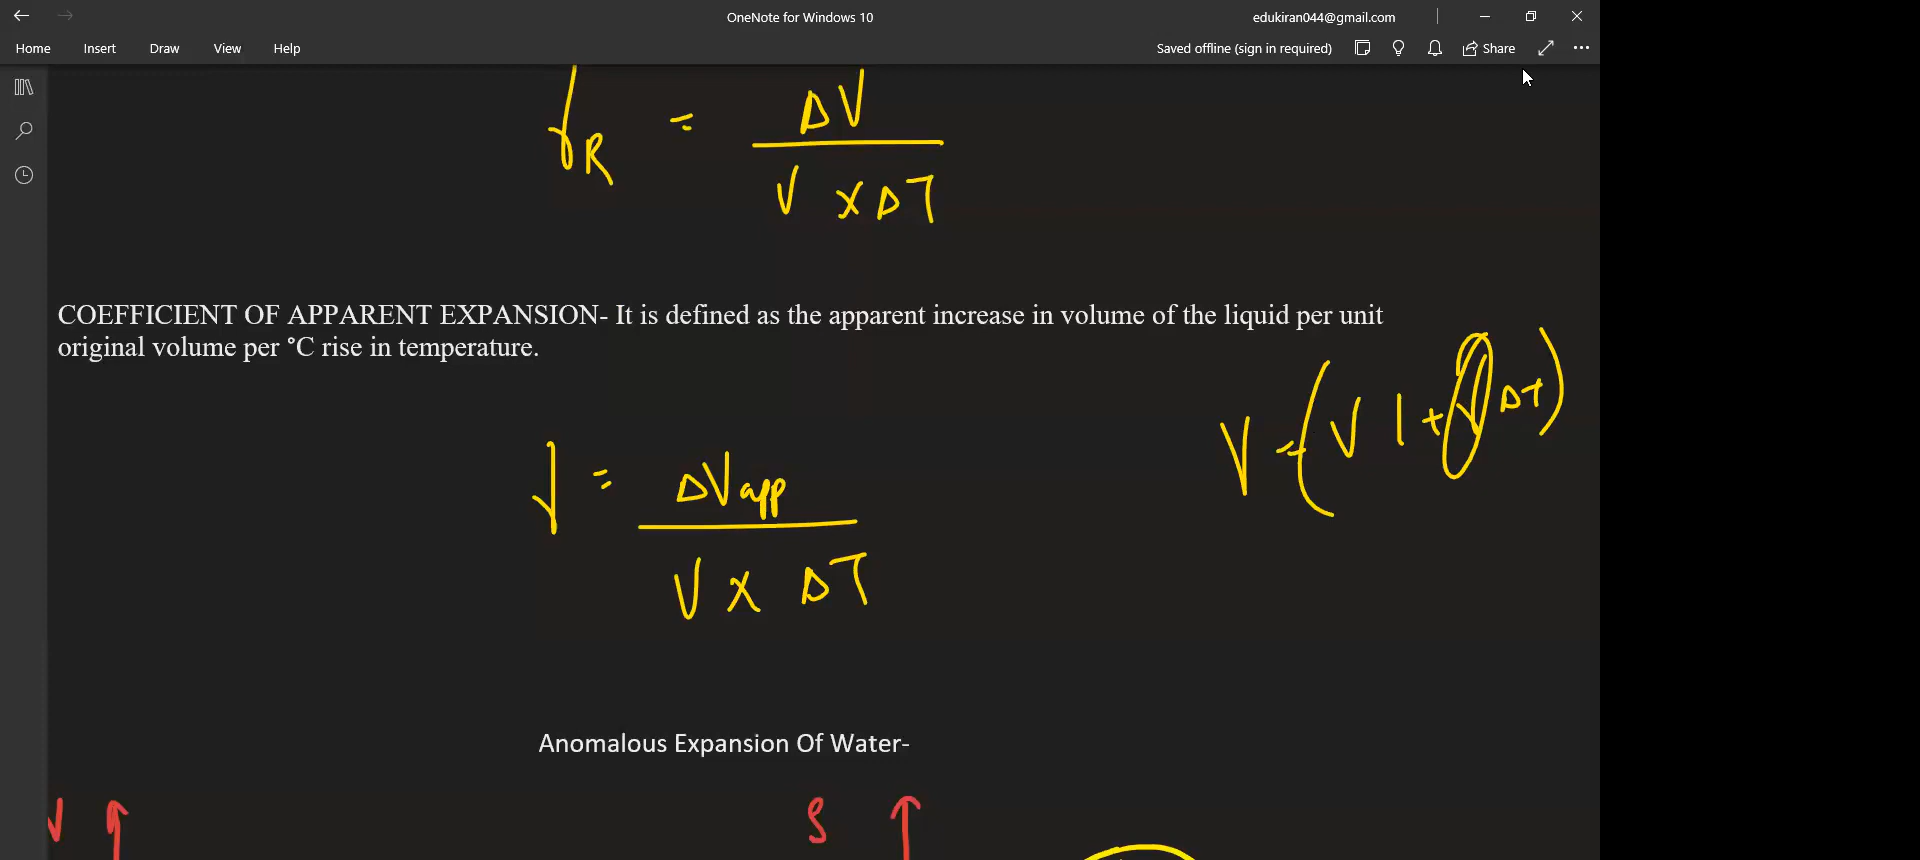 OneNote for Windows 10
edukiran044@gmail.com
Home Insert Draw View Help
Saved offline (sign in required)
Share
γR = ΔV
V × ΔT
COEFFICIENT OF APPARENT EXPANSION- It is defined as the apparent increase in volume of the liquid per unit
original volume per °C rise in temperature.
V = (V 1 + γ ΔT)
γ = ΔVapp
V × ΔT
Anomalous Expansion Of Water-
V